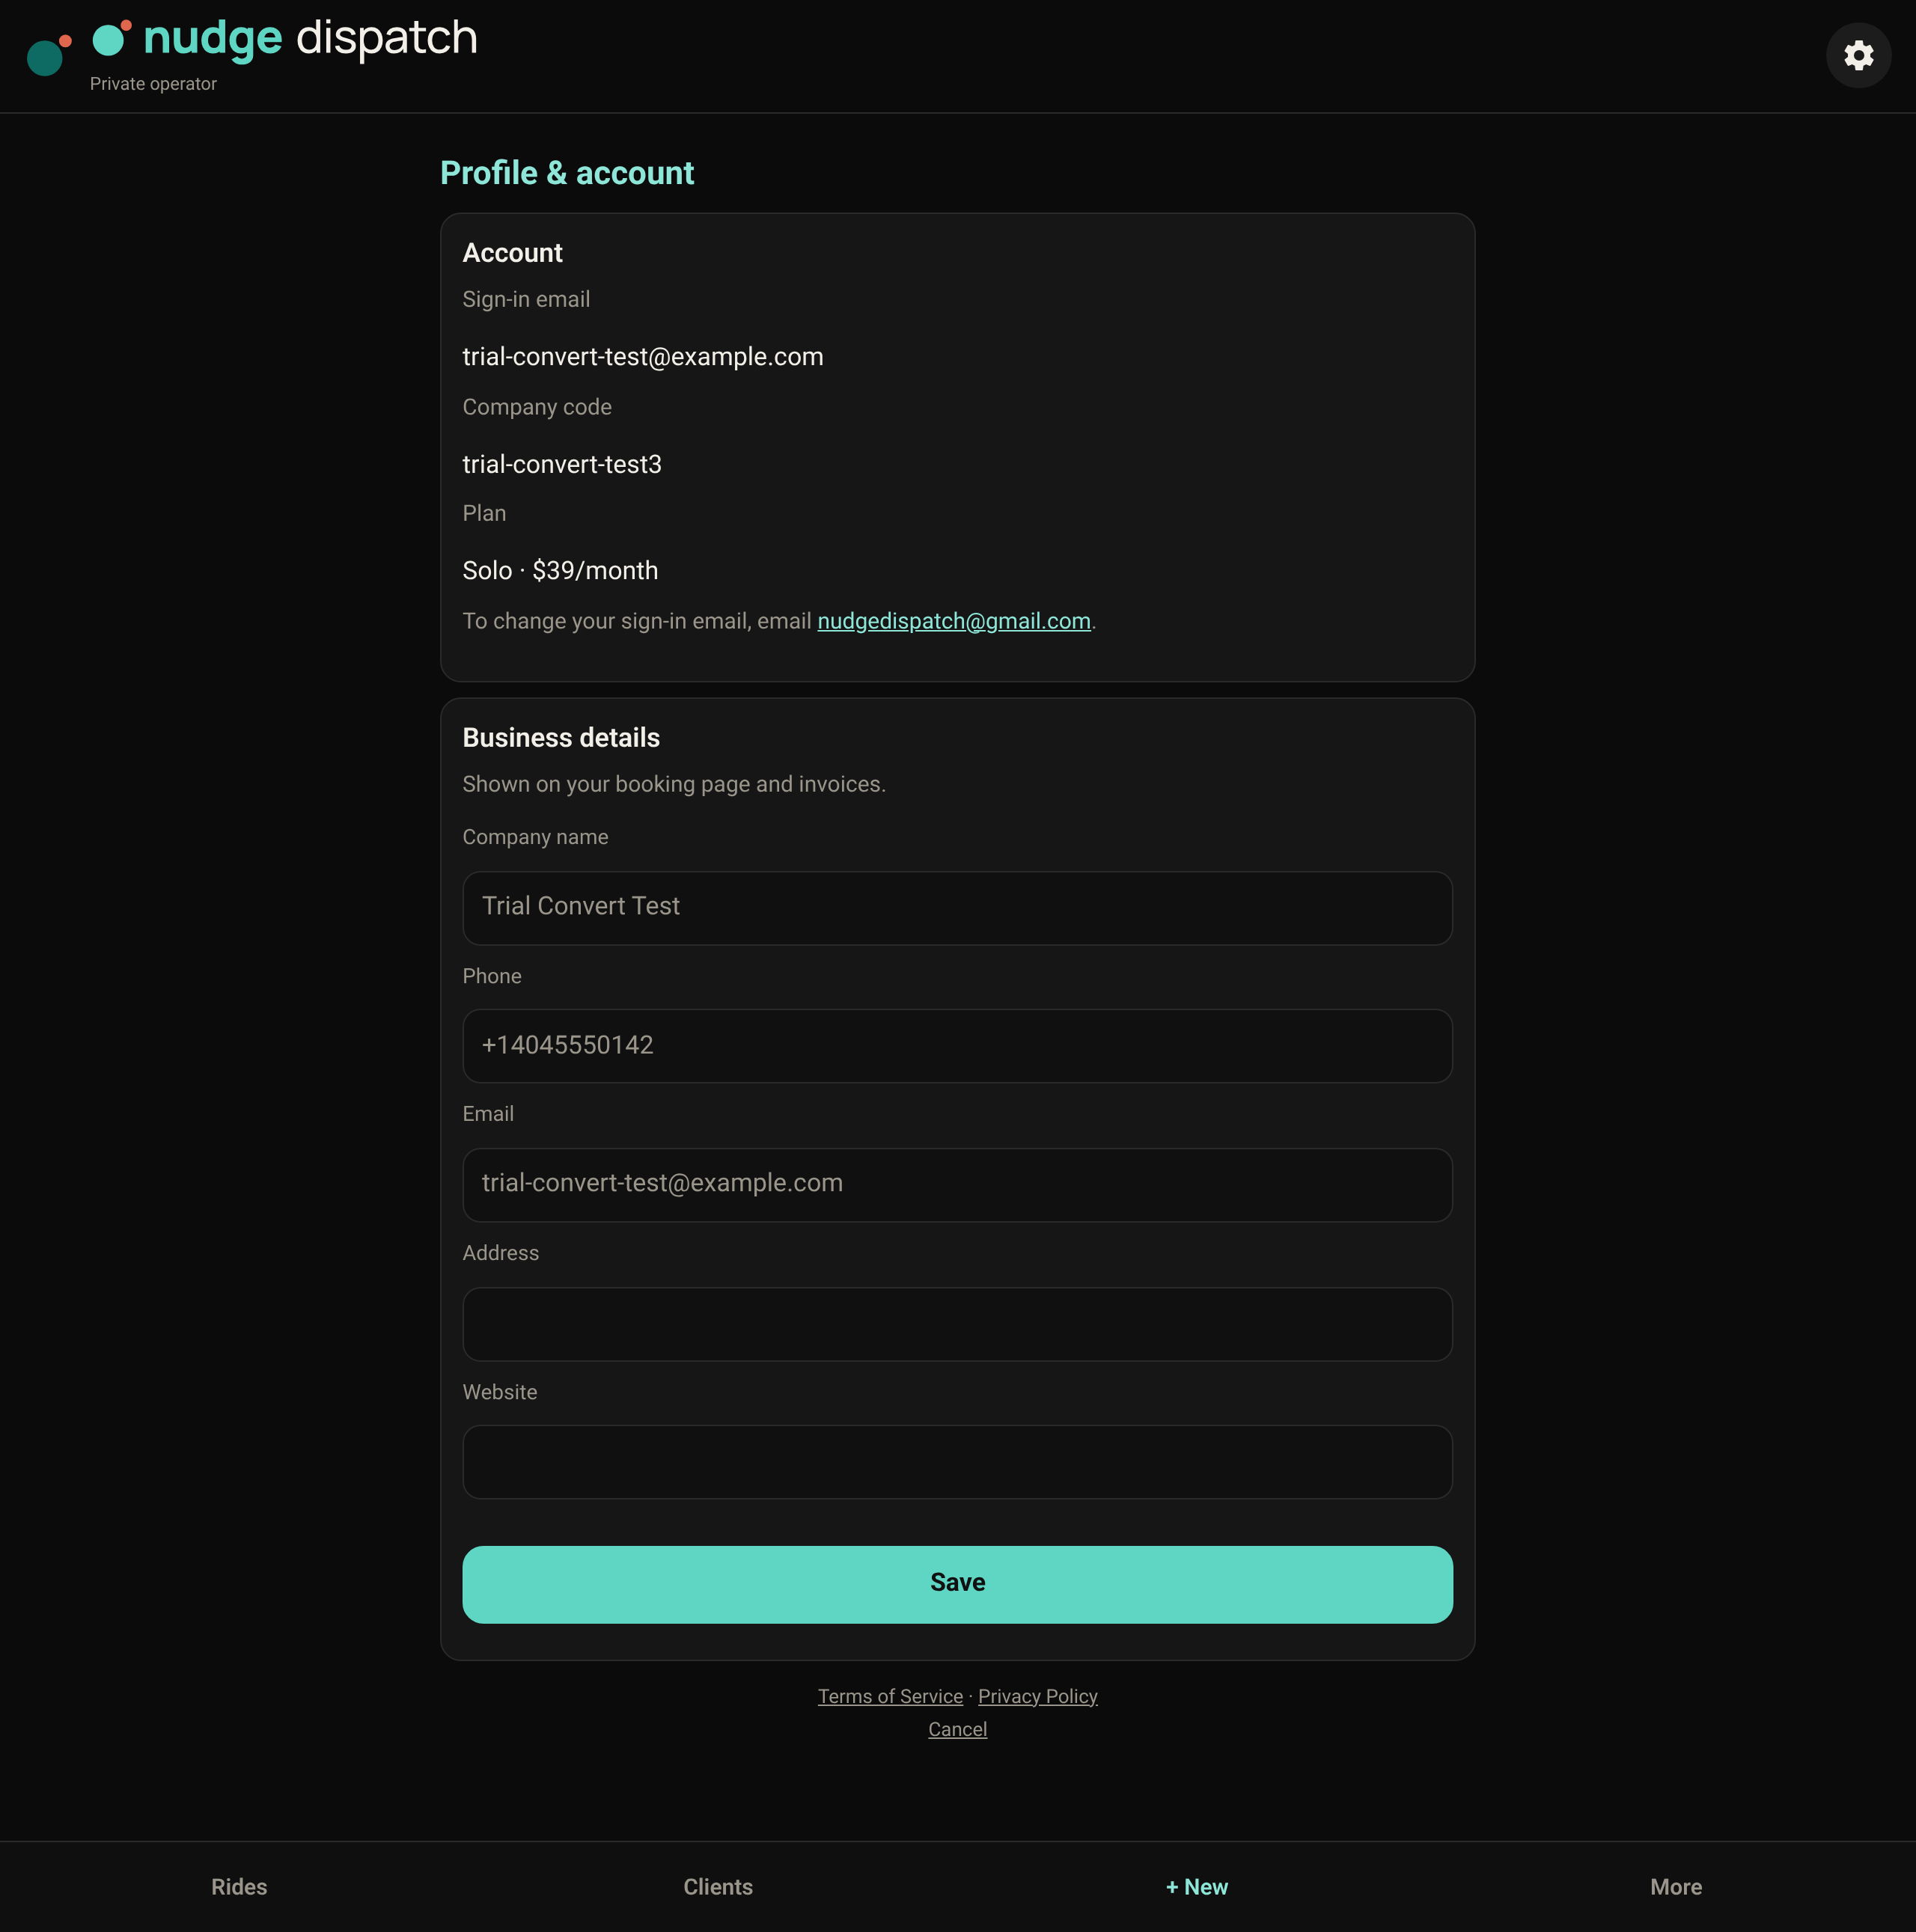 nudge dispatch
Private operator
Profile & account
Account
Sign-in email
trial-convert-test@example.com
Company code
trial-convert-test3
Plan
Solo · $39/month
To change your sign-in email, email nudgedispatch@gmail.com.
Business details
Shown on your booking page and invoices.
Company name
Trial Convert Test
Phone
+14045550142
Email
trial-convert-test@example.com
Address
Website
Save
Terms of Service · Privacy Policy
Cancel
Rides
Clients
+ New
More